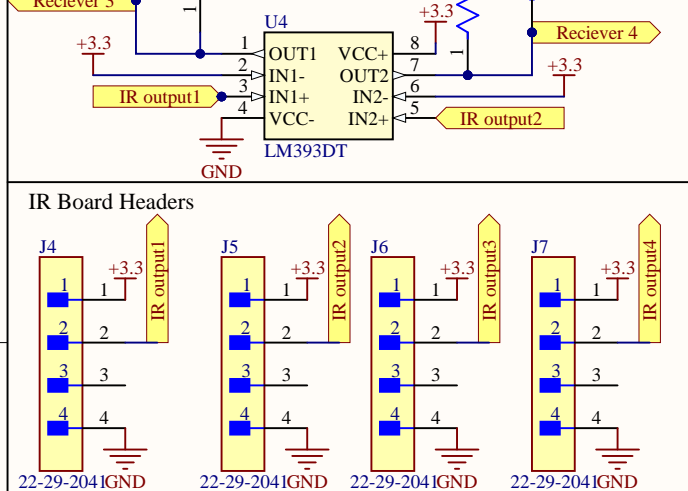 Reciever 3
1
U4
+3.3
+3.3
1 OUT1 VCC+ 8
2 IN1- OUT2 7
IR output1 3 IN1+ IN2- 6
4 VCC- IN2+ 5 IR output2
1
Reciever 4
+3.3
GND
LM393DT
IR Board Headers
J4 J5 J6 J7
IR output1 IR output2 IR output3 IR output4
+3.3 +3.3 +3.3 +3.3
1 1 1 1 1 1 1 1
2 2 2 2 2 2 2 2
3 3 3 3 3 3 3 3
4 4 4 4 4 4 4 4
22-29-2041 GND 22-29-2041 GND 22-29-2041 GND 22-29-2041 GND